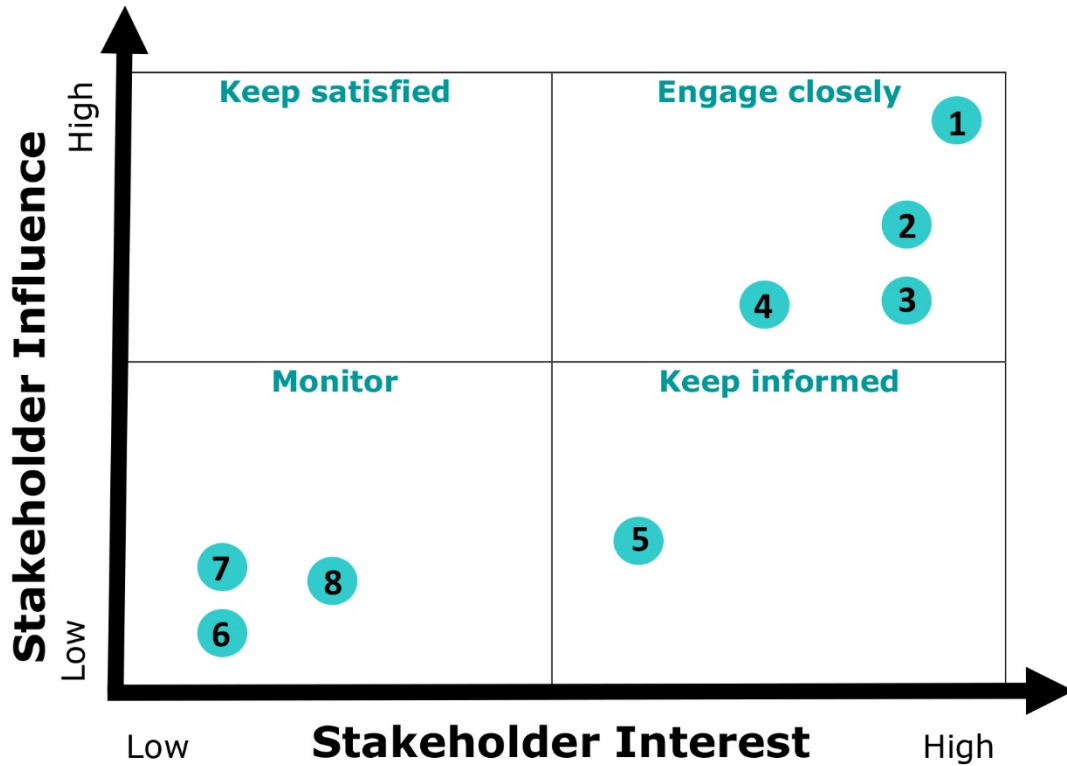 Stakeholder Influence
High
Low
Keep satisfied
Engage closely
1
2
3
4
Monitor
Keep informed
5
7
8
6
Low
Stakeholder Interest
High